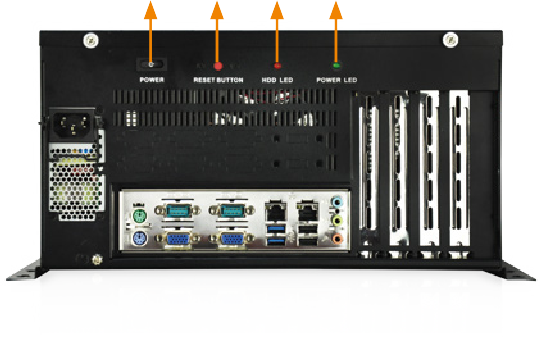 POWER
RESET BUTTON
HDD LED
POWER LED